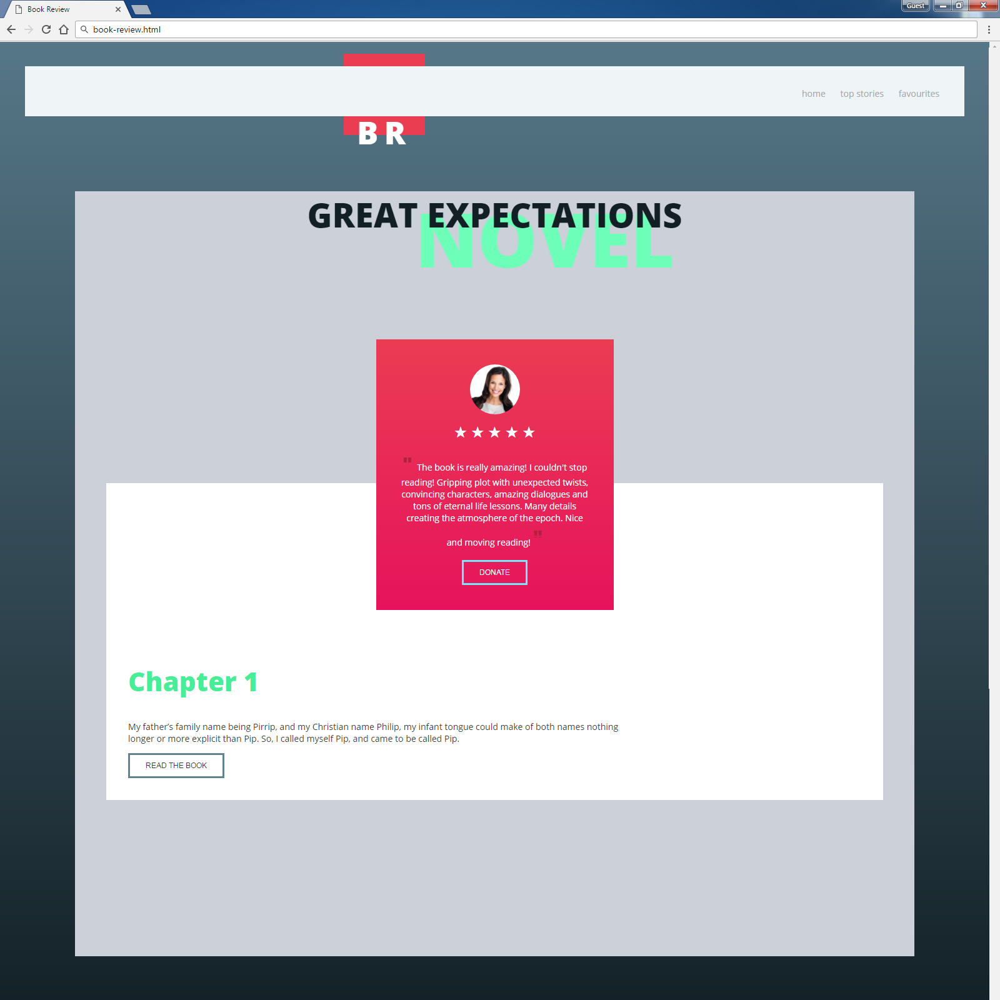 Book Review
Guest
book-review.html
home top stories favourites
B R
GREAT EXPECTATIONS
NOVEL
★ ★ ★ ★ ★
" The book is really amazing! I couldn't stop
reading! Gripping plot with unexpected twists,
convincing characters, amazing dialogues and
tons of eternal life lessons. Many details
creating the atmosphere of the epoch. Nice
and moving reading! "
DONATE
Chapter 1
My father’s family name being Pirrip, and my Christian name Philip, my infant tongue could make of both names nothing
longer or more explicit than Pip. So, I called myself Pip, and came to be called Pip.
READ THE BOOK